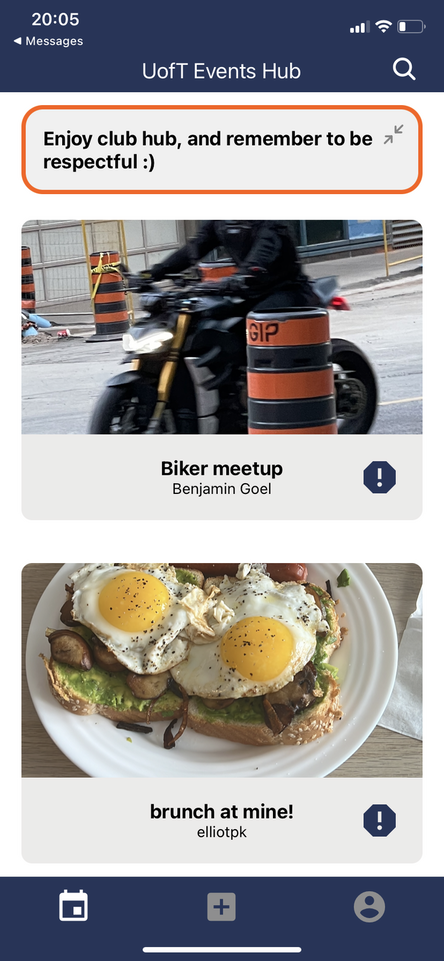 20:05
◀ Messages
UofT Events Hub
Enjoy club hub, and remember to be
respectful :)
GIP
Biker meetup
Benjamin Goel
brunch at mine!
elliotpk